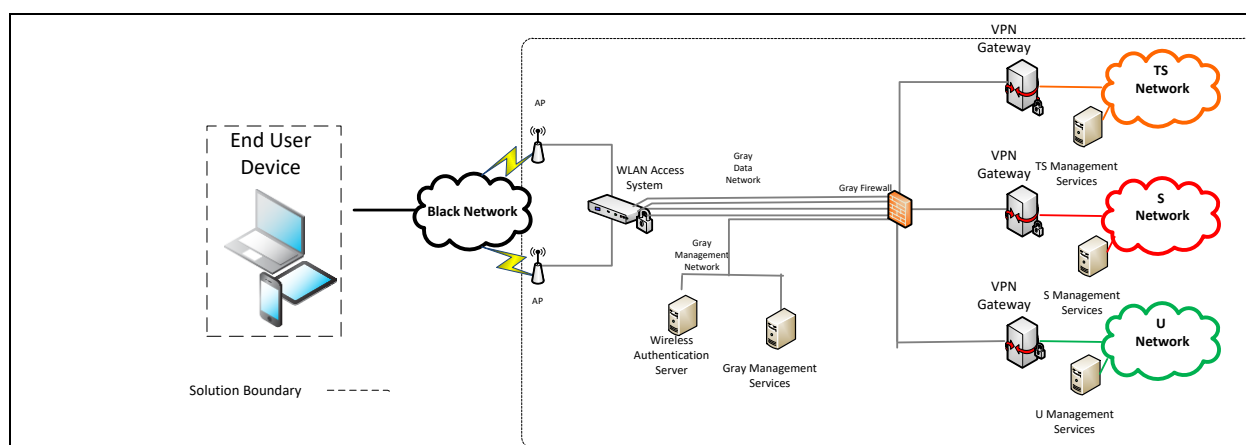 End User
Device
Solution Boundary
Black Network
AP
AP
WLAN Access
System
Gray
Data
Network
Gray Firewall
Gray
Management
Network
Wireless
Authentication
Server
Gray Management
Services
VPN
Gateway
TS
Network
TS Management
Services
VPN
Gateway
S
Network
S Management
Services
VPN
Gateway
U
Network
U Management
Services